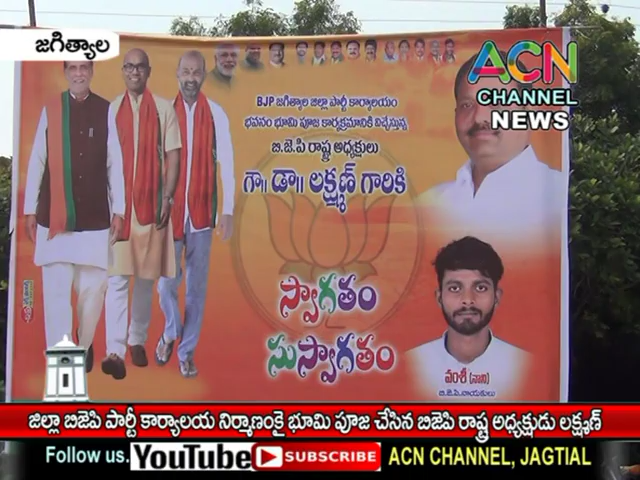 జగిత్యాల
ACN
CHANNEL
NEWS
BJP జగిత్యాల జిల్లా పార్టీ కార్యాలయం
భవనం భూమి పూజ కార్యక్రమానికి విచ్చేస్తున్న
బి.జె.పి రాష్ట్ర అధ్యక్షులు
గౌ|| డా|| లక్ష్మణ్ గారికి
స్వాగతం
సుస్వాగతం
వంశీ (నాని)
బి.జె.పి.నాయకులు
జిల్లా బిజెపి పార్టీ కార్యాలయ నిర్మాణంకై భూమి పూజ చేసిన బిజెపి రాష్ట్ర అధ్యక్షుడు లక్ష్మణ్
Follow us. YouTube SUBSCRIBE ACN CHANNEL, JAGTIAL